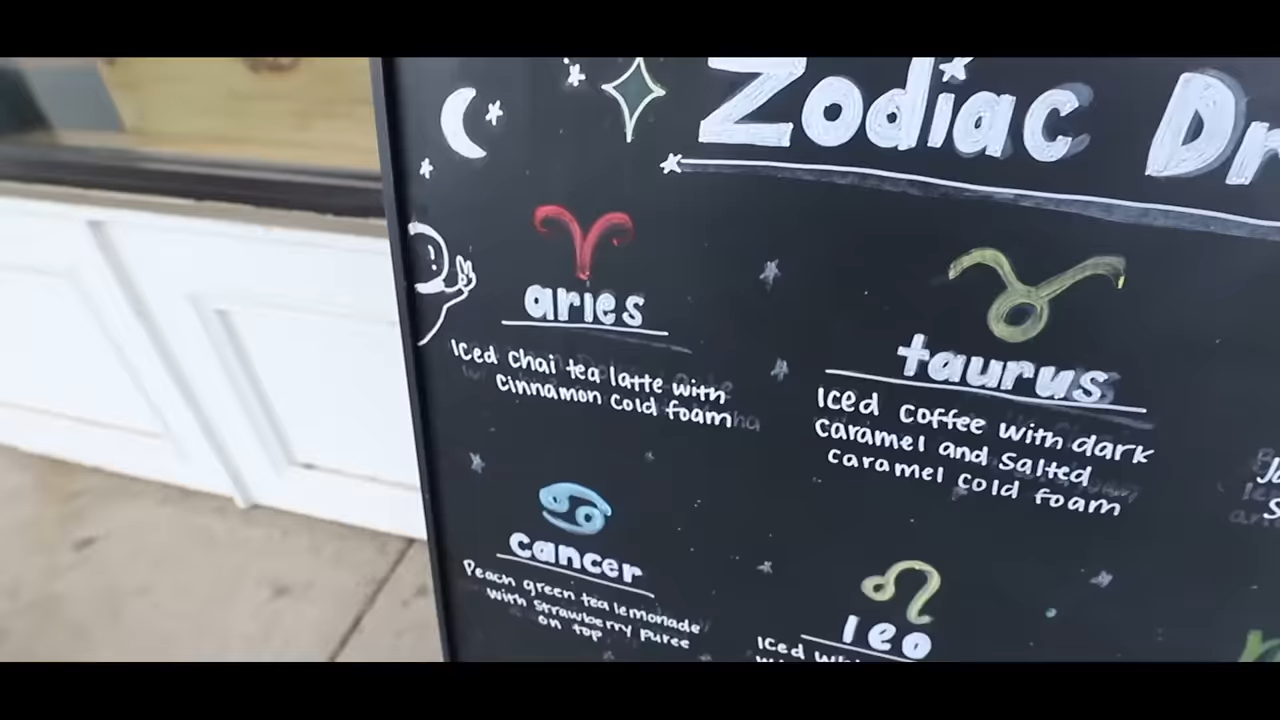 Zodiac Dr
aries
Iced chai tea latte with
cinnamon cold foam
taurus
Iced coffee with dark
caramel and salted
caramel cold foam
cancer
Peach green tea lemonade
with strawberry puree
on top
leo
Iced